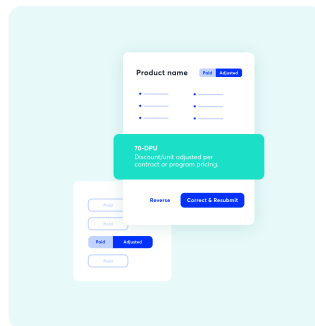 Product name
Paid Adjusted
70-DPU
Discount/unit adjusted per
contract or program pricing.
Reverse Correct & Resubmit
Paid
Paid
Paid Adjusted
Paid